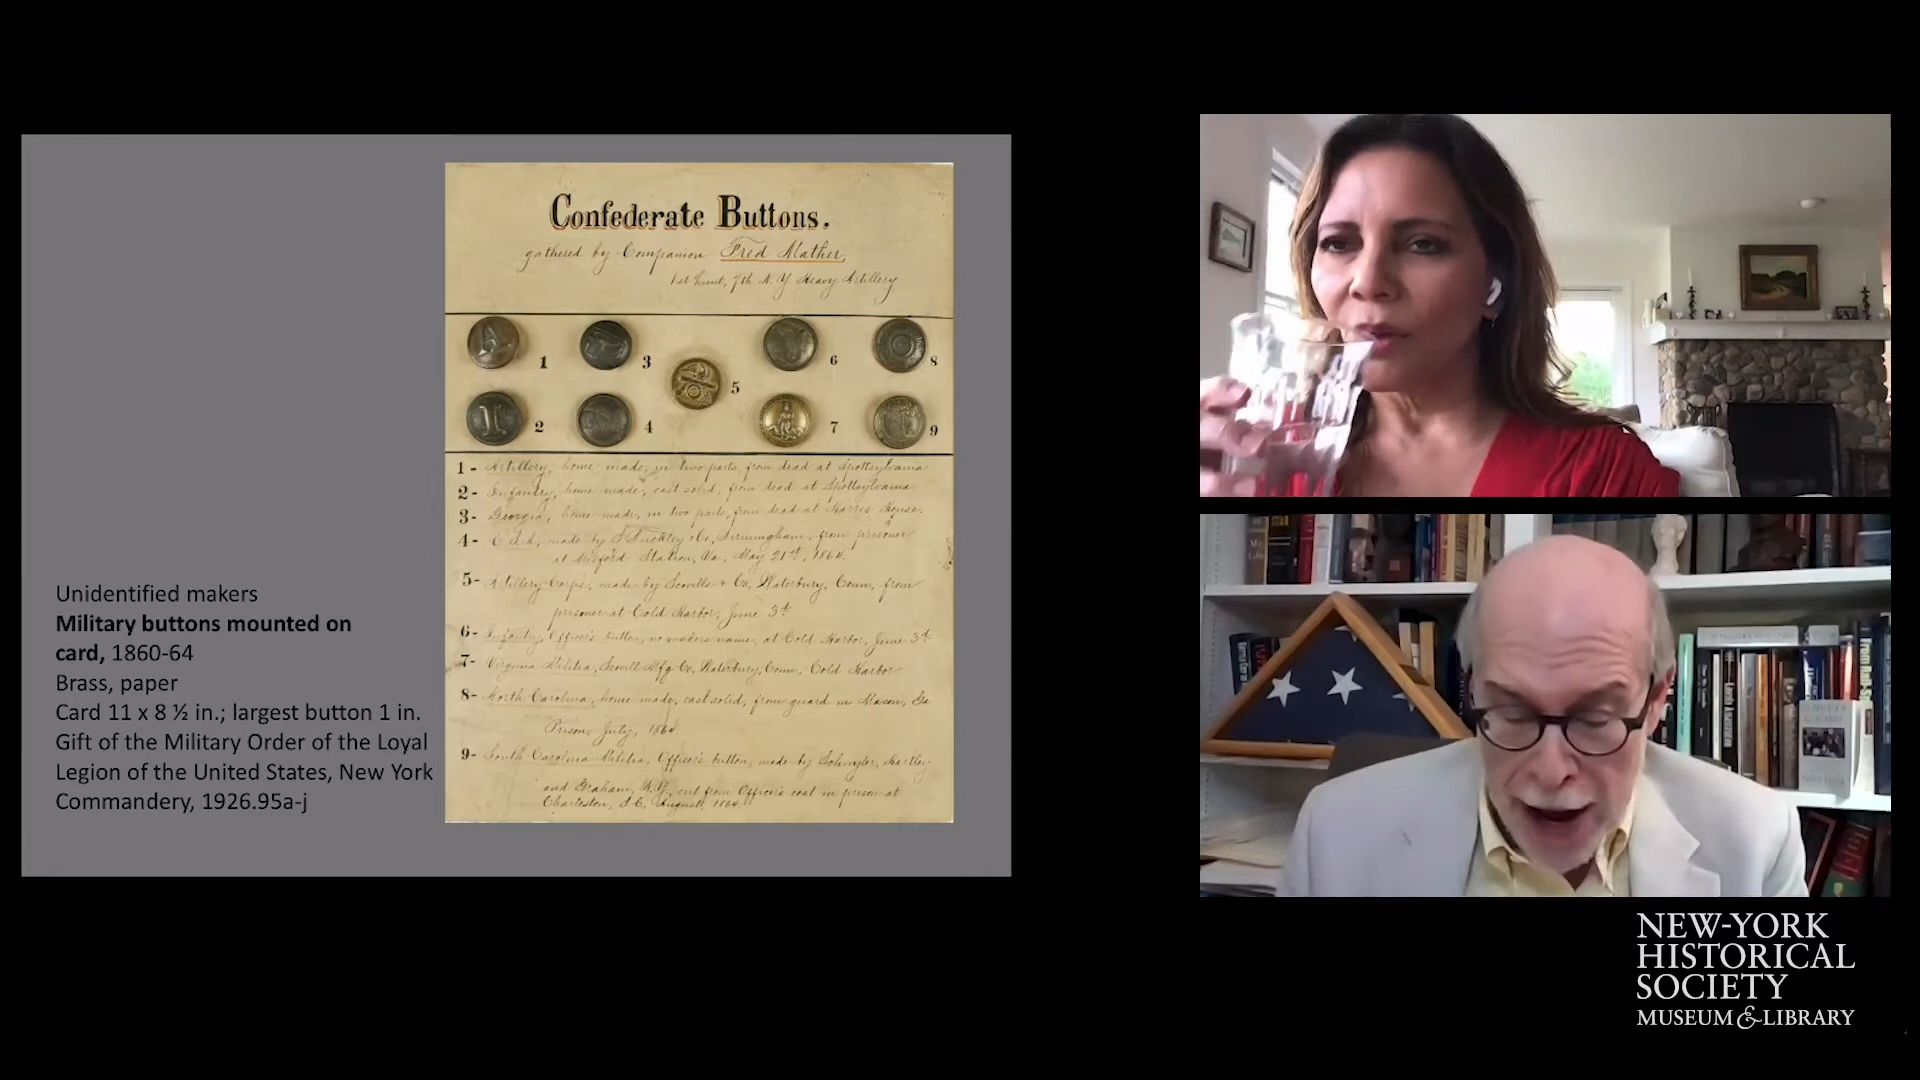 Confederate Buttons.
gathered by Companion Fred Mather,
1st Lieut, 7th N.Y Heavy Artillery
1
3
5
6
8
2
4
7
9
1- Artillery, home made, in two parts, from dead at Spottsylvania
2- Infantry, home made, cast solid, from dead at Spottsylvania
3- Georgia, home made, in two parts, from dead at Harris House.
4- C.S.A, made by Buckley & Co, Birmingham, from prisoner
at Milford Station, Va, May 21st, 1864.
5- Artillery Corps, made by Scoville & Co, Waterbury, Conn, from
prisoner at Cold Harbor, June 3d
6- Infantry, Officer's button, no makers name, at Cold Harbor, June 3d
7- Virginia Militia, Scovill Mfg Co, Waterbury, Conn, Cold Harbor
8- North Carolina, home made, cast solid, from guard in Macon, Ga
Prison, July, 1864
9- South Carolina Militia, Officer's button, made by Hartley
and Graham, N.Y, cut from Officer's coat in prison at
Charleston, S.C, August, 1864.
Unidentified makers
Military buttons mounted on
card, 1860-64
Brass, paper
Card 11 x 8 ½ in.; largest button 1 in.
Gift of the Military Order of the Loyal
Legion of the United States, New York
Commandery, 1926.95a-j
NEW-YORK
HISTORICAL
SOCIETY
MUSEUM & LIBRARY